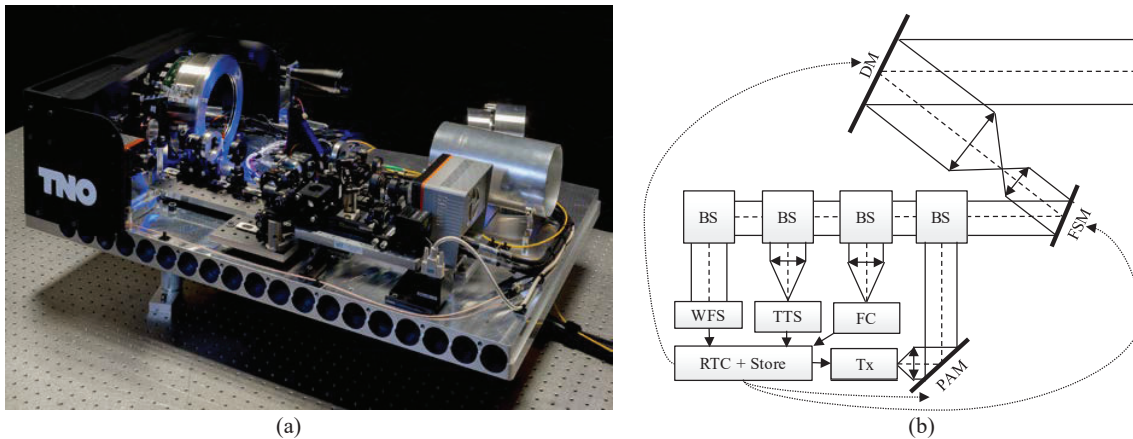 TNO
DM
BS BS BS BS
FSM
WFS TTS FC
RTC + Store Tx
PAM
(a) (b)